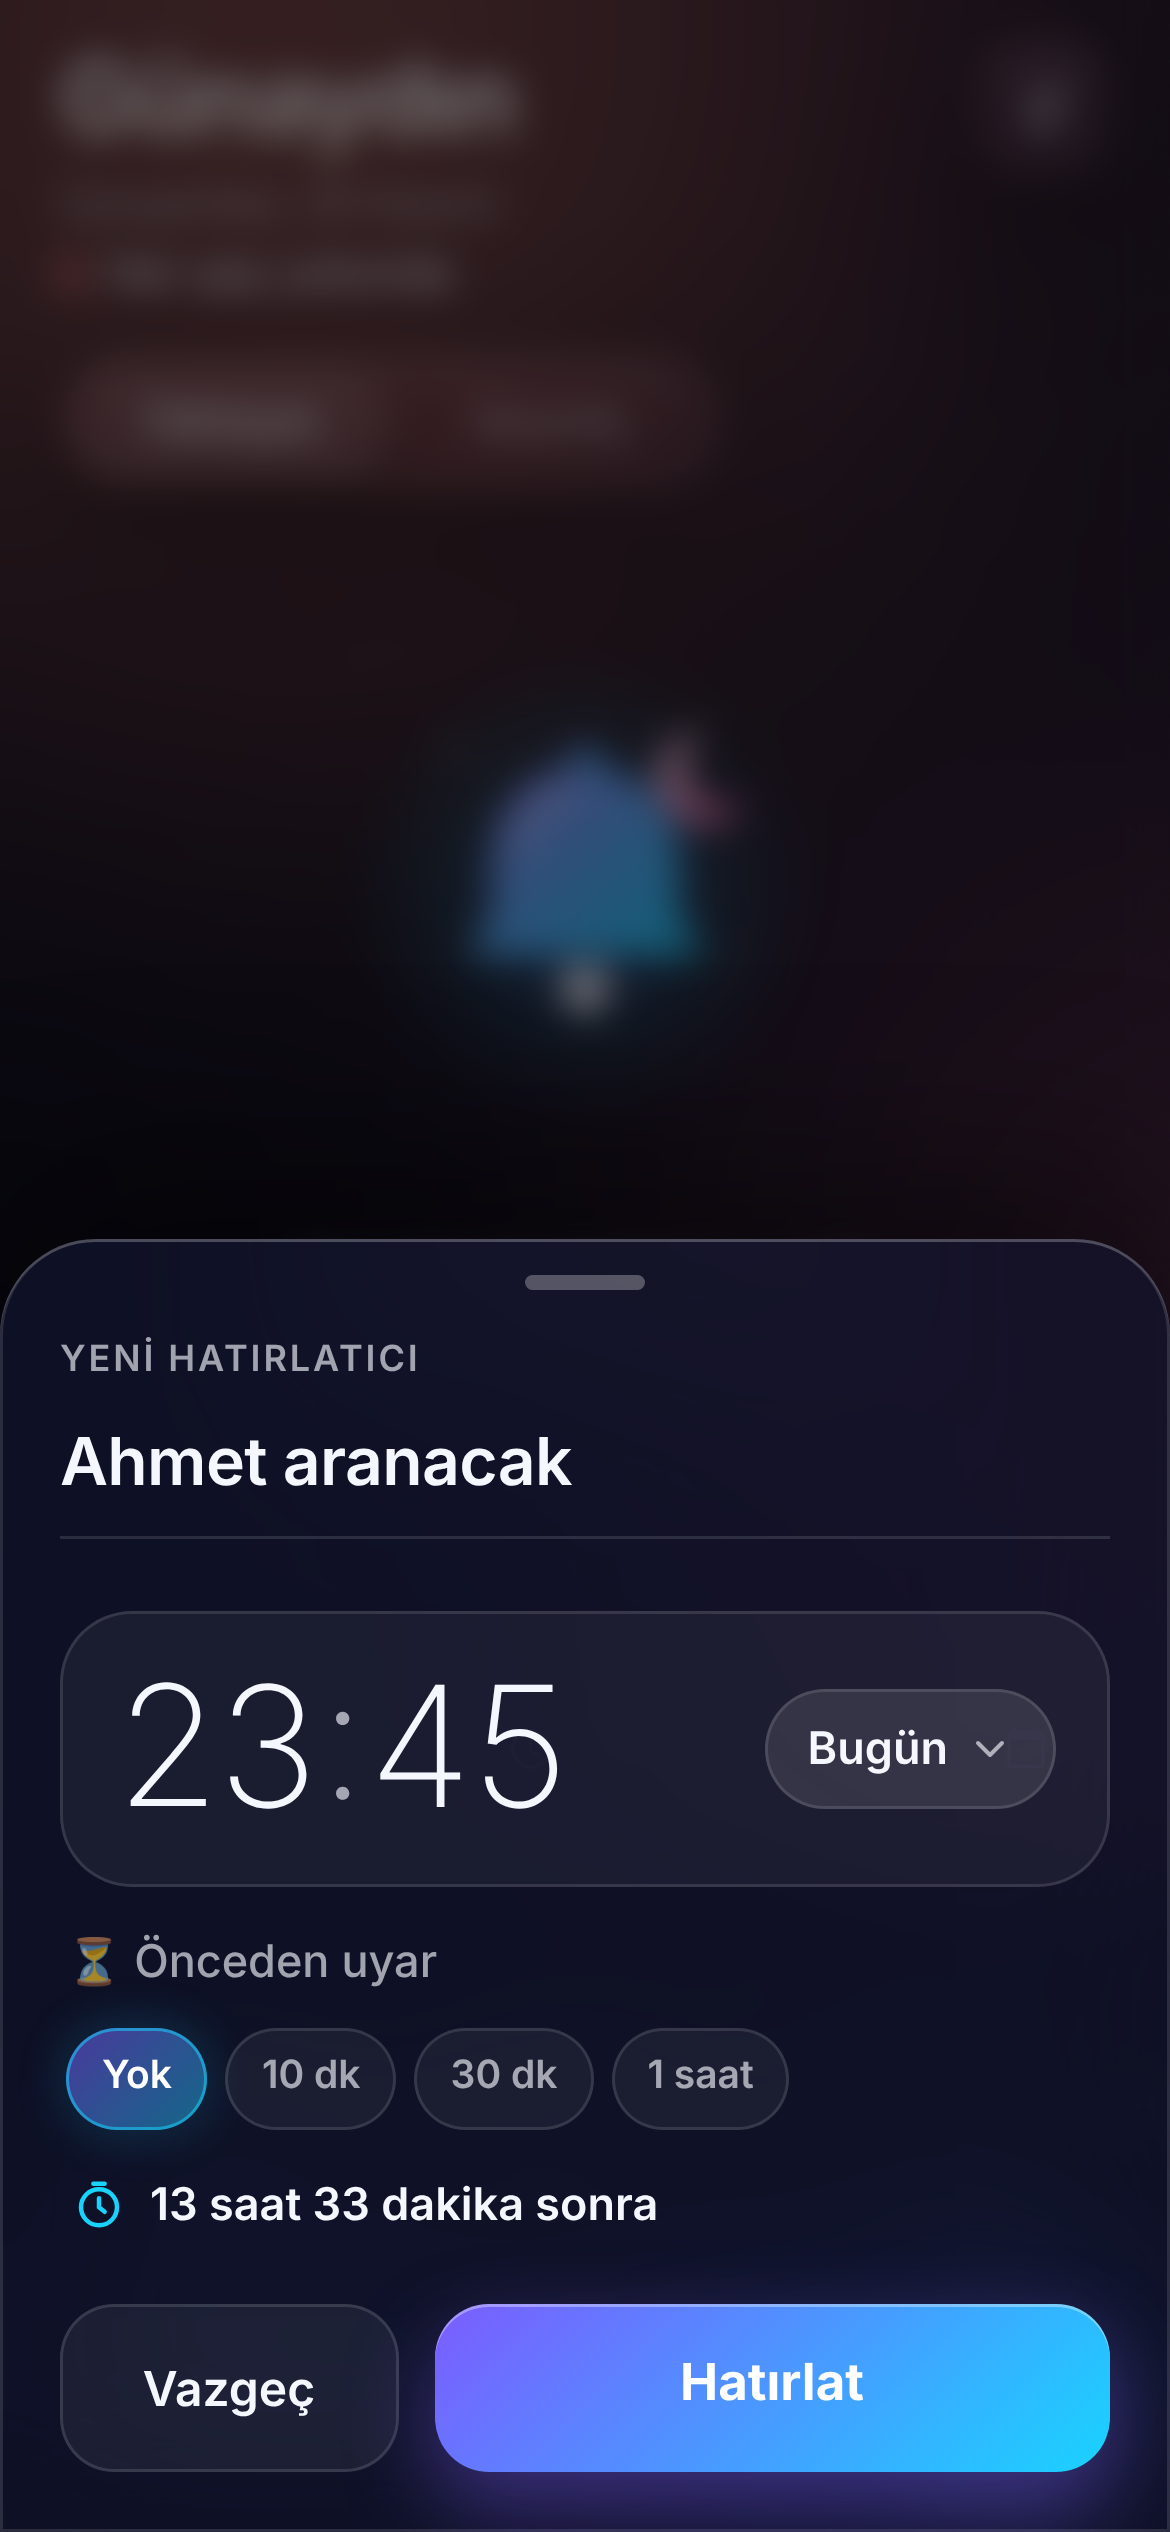 Günaydın
YENİ HATIRLATICI
Ahmet aranacak
23:45
Bugün
⏳ Önceden uyar
Yok
10 dk
30 dk
1 saat
13 saat 33 dakika sonra
Vazgeç
Hatırlat